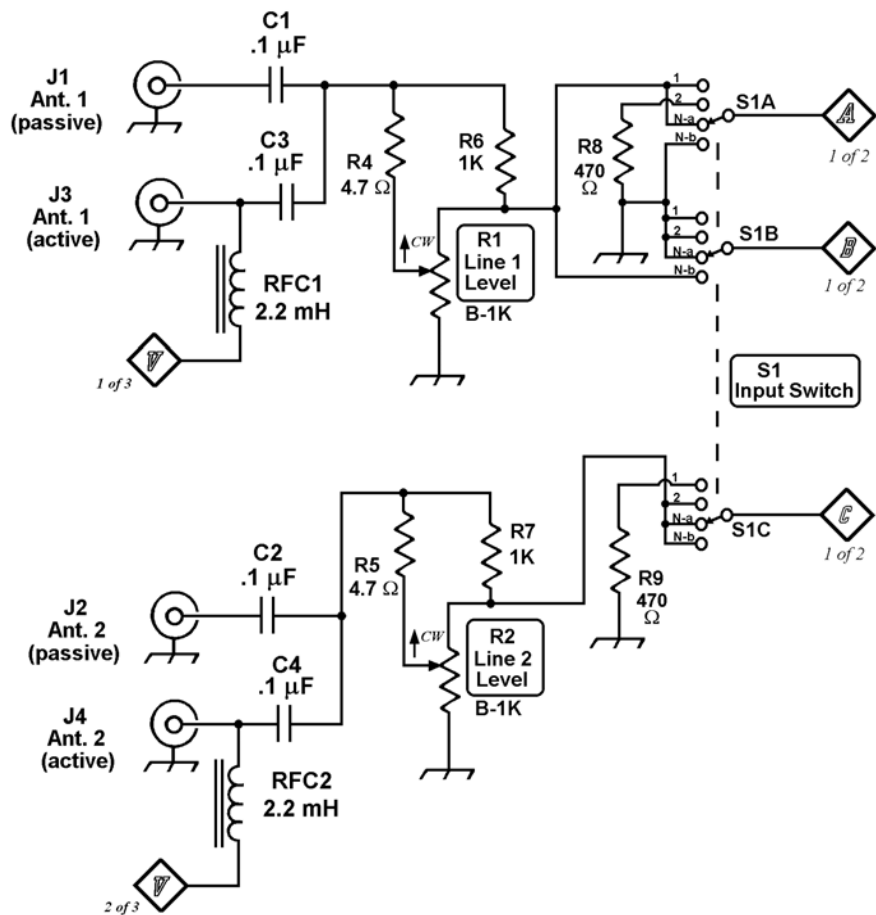 C1
.1 μF
J1
Ant. 1
(passive)
C3
.1 μF
J3
Ant. 1
(active)
RFC1
2.2 mH
V
1 of 3
R4
4.7 Ω
R6
1K
CW
R1
Line 1
Level
B-1K
R8
470
Ω
1
2
N-a
N-b
S1A
A
1 of 2
1
2
N-a
N-b
S1B
B
1 of 2
S1
Input Switch
C2
.1 μF
J2
Ant. 2
(passive)
C4
.1 μF
J4
Ant. 2
(active)
RFC2
2.2 mH
V
2 of 3
R5
4.7 Ω
R7
1K
CW
R2
Line 2
Level
B-1K
R9
470
Ω
1
2
N-a
N-b
S1C
C
1 of 2